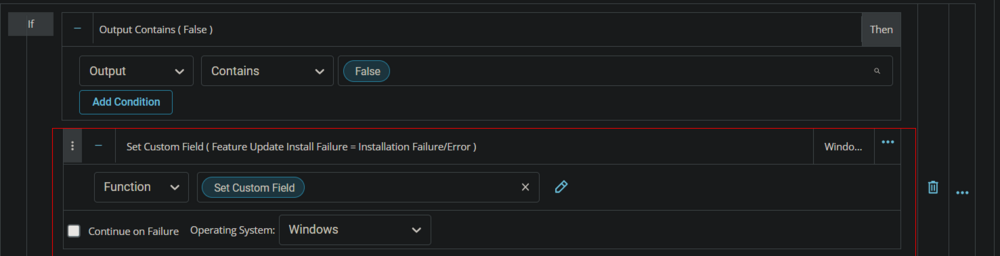 If
Output Contains ( False )
Then
Output
Contains
False
Add Condition
Set Custom Field ( Feature Update Install Failure = Installation Failure/Error )
Windo...
Function
Set Custom Field
Continue on Failure
Operating System:
Windows